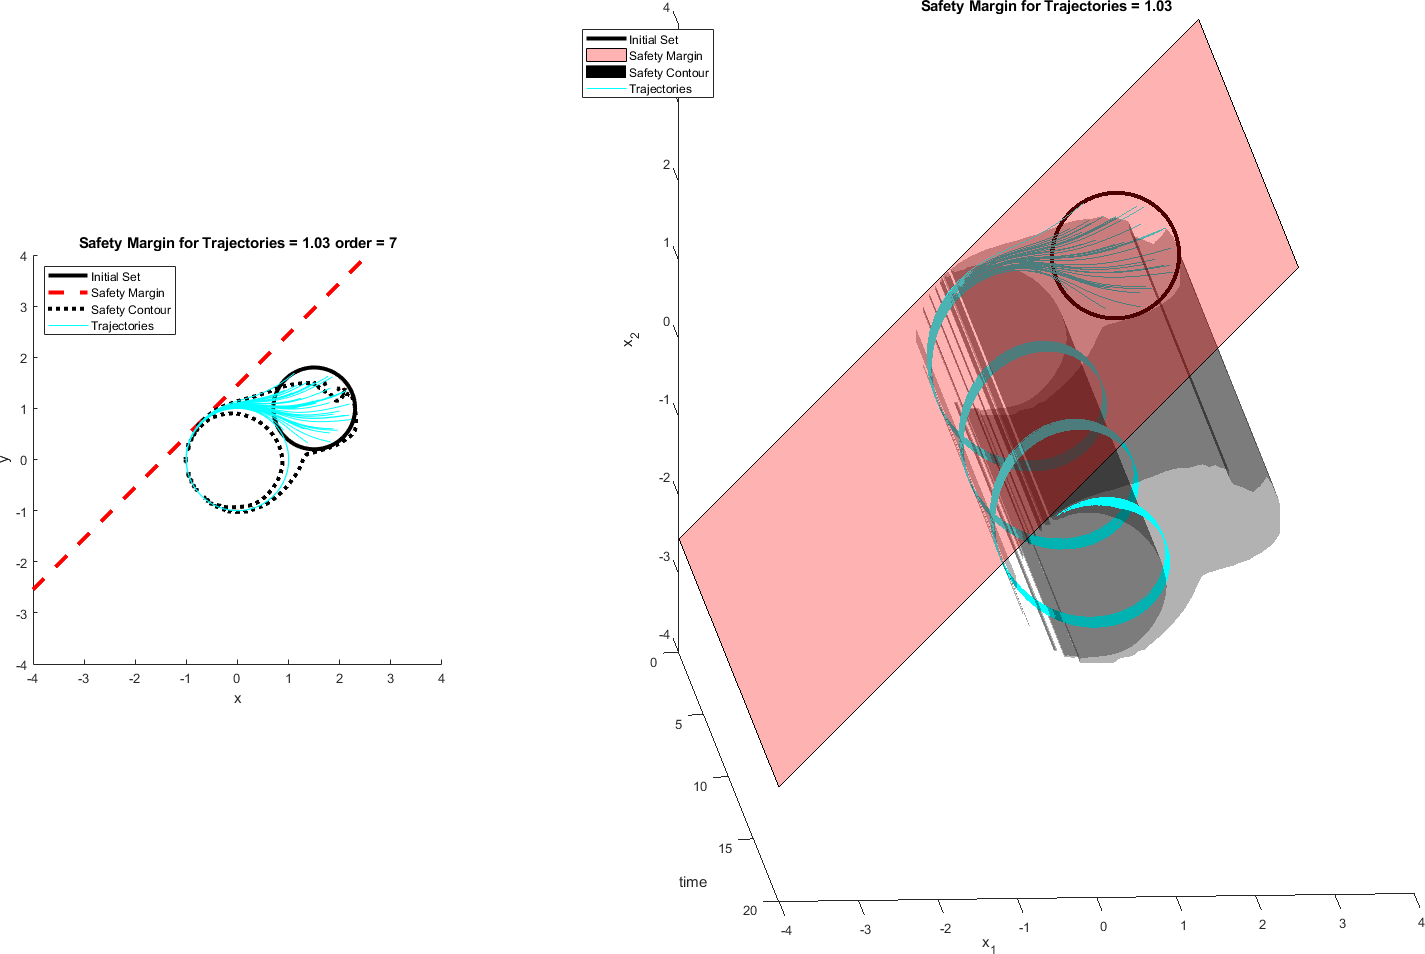 Safety Margin for Trajectories = 1.03 order = 7
4
3
2
1
0
-1
-2
-3
-4
Initial Set
Safety Margin
Safety Contour
Trajectories
y
-4
-3
-2
-1
0
1
2
3
4
x
Safety Margin for Trajectories = 1.03
4
2
1
0
-1
-2
-3
-4
Initial Set
Safety Margin
Safety Contour
Trajectories
x2
0
5
10
15
20
time
-4
-3
-2
-1
0
1
2
3
4
x1